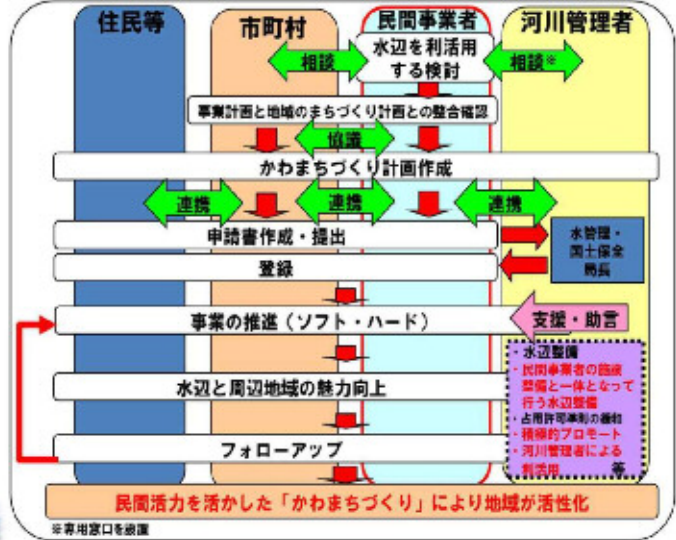 住民等
市町村
民間事業者
河川管理者
相談
水辺を利活用
する検討
相談※
事業計画と地域のまちづくり計画との整合確認
協議
かわまちづくり計画作成
連携
連携
連携
申請書作成・提出
水管理・
国土保全
局長
登録
事業の推進（ソフト・ハード）
支援・助言
・水辺整備
・民間事業者の施設
整備と一体となって
行う水辺整備
・占用許可準則の緩和
・積極的プロモート
・河川管理者による
利活用 等
水辺と周辺地域の魅力向上
フォローアップ
民間活力を活かした「かわまちづくり」により地域が活性化
※専用窓口を設置